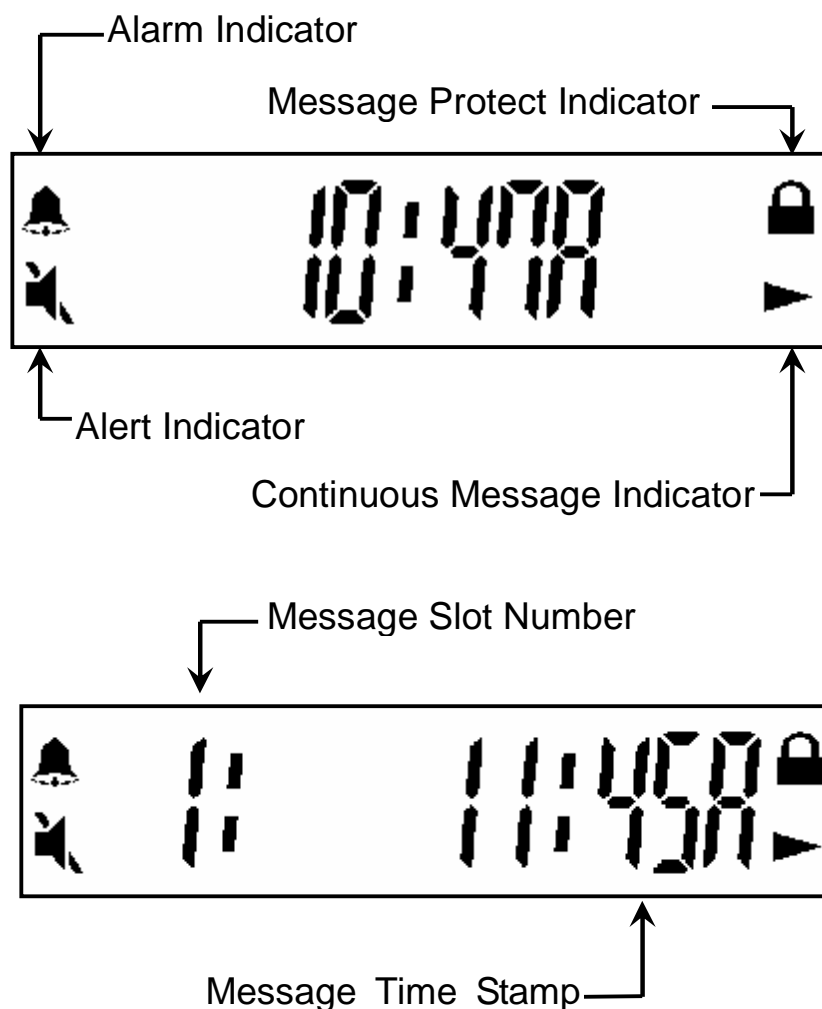 Alarm Indicator
Message Protect Indicator
10:47A
Alert Indicator
Continuous Message Indicator
Message Slot Number
1: 11:45A
Message Time Stamp